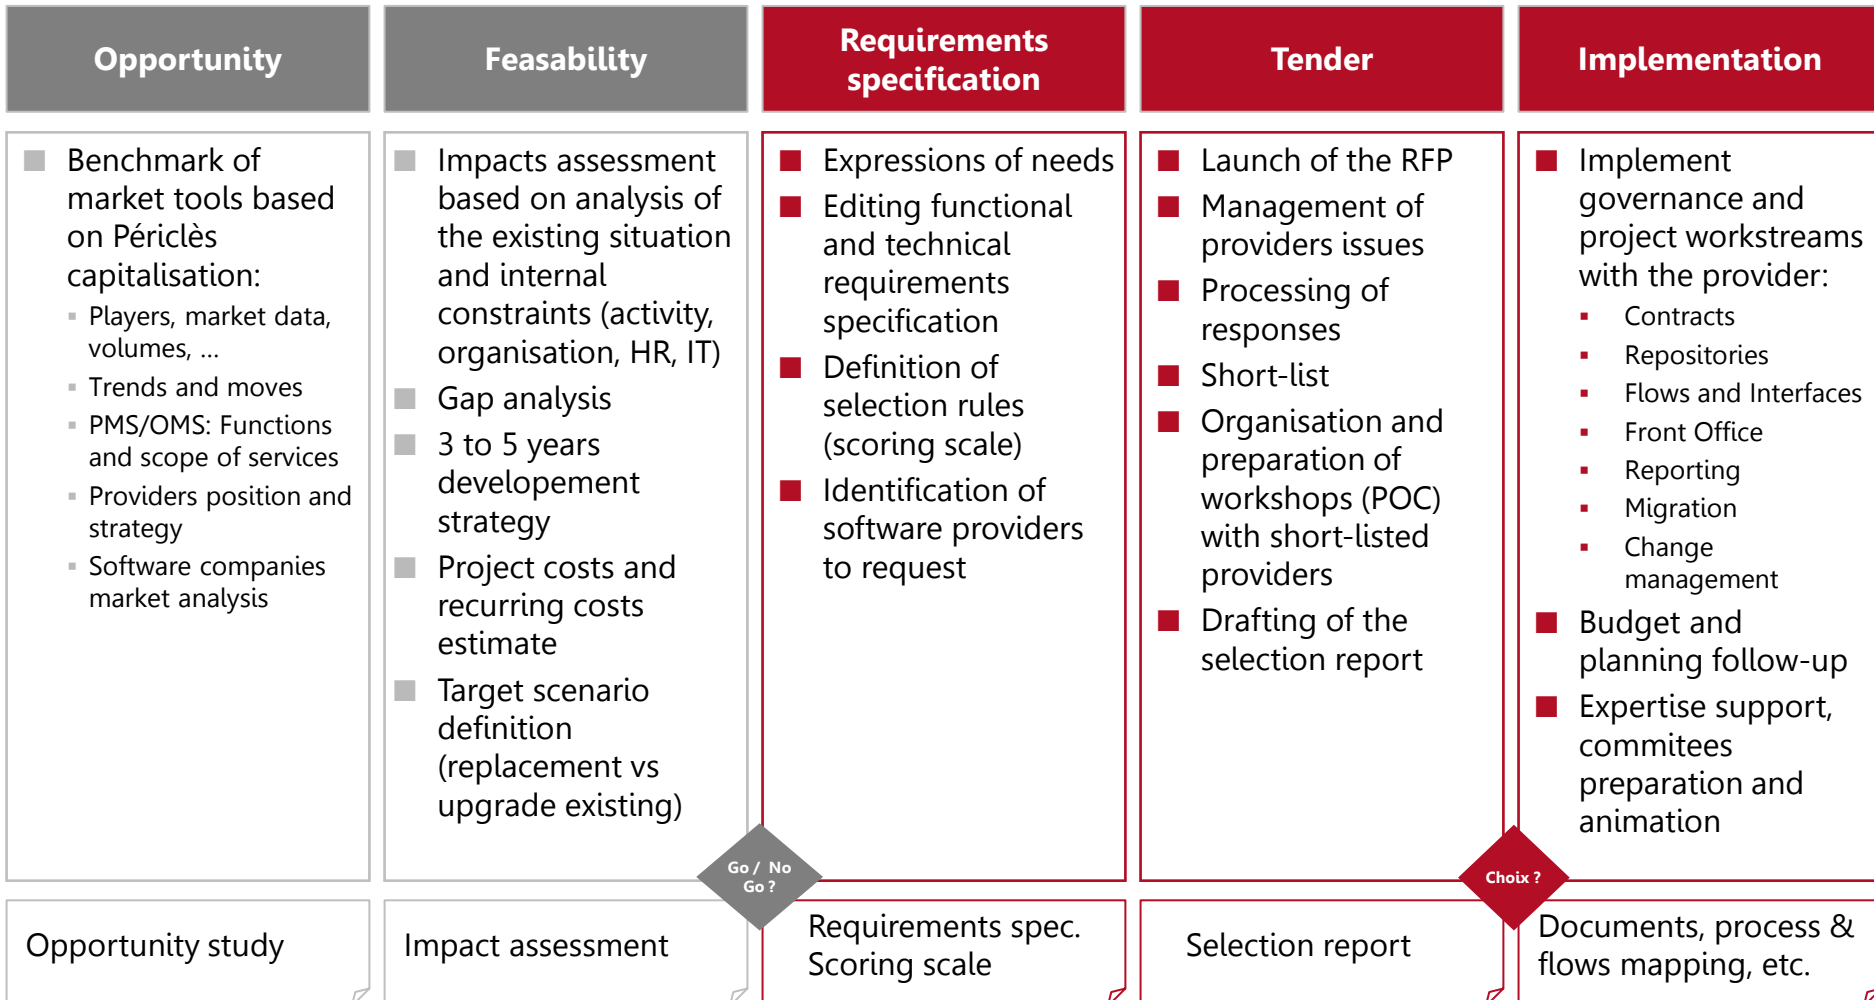 Opportunity
Feasability
Requirements
specification
Tender
Implementation
Benchmark of
market tools based
on Périclès
capitalisation:
Players, market data,
volumes, ...
Trends and moves
PMS/OMS: Functions
and scope of services
Providers position and
strategy
Software companies
market analysis
Impacts assessment
based on analysis of
the existing situation
and internal
constraints (activity,
organisation, HR, IT)
Gap analysis
3 to 5 years
developement
strategy
Project costs and
recurring costs
estimate
Target scenario
definition
(replacement vs
upgrade existing)
Expressions of needs
Editing functional
and technical
requirements
specification
Definition of
selection rules
(scoring scale)
Identification of
software providers
to request
Launch of the RFP
Management of
providers issues
Processing of
responses
Short-list
Organisation and
preparation of
workshops (POC)
with short-listed
providers
Drafting of the
selection report
Implement
governance and
project workstreams
with the provider:
Contracts
Repositories
Flows and Interfaces
Front Office
Reporting
Migration
Change
management
Budget and
planning follow-up
Expertise support,
commitees
preparation and
animation
Go / No
Go ?
Choix ?
Opportunity study
Impact assessment
Requirements spec.
Scoring scale
Selection report
Documents, process &
flows mapping, etc.